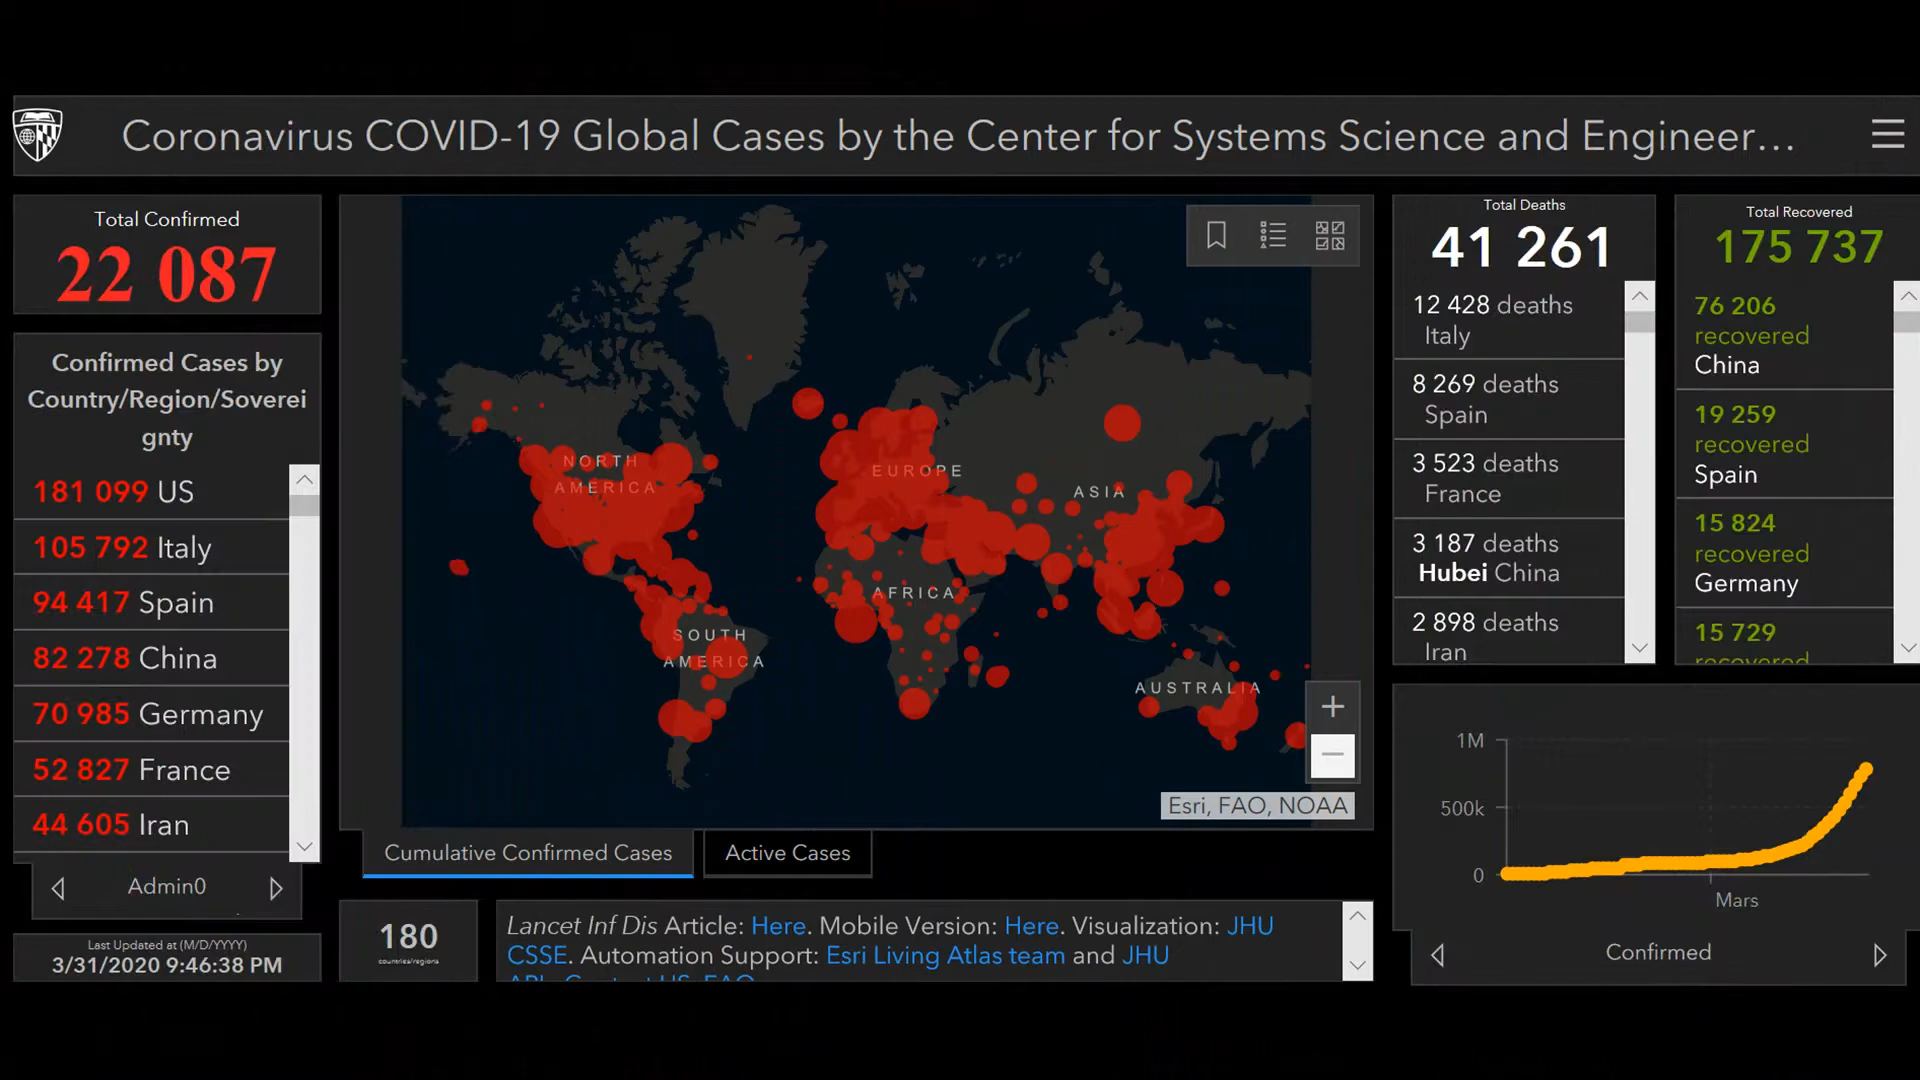 Coronavirus COVID-19 Global Cases by the Center for Systems Science and Engineer...
Total Confirmed
22 087
Confirmed Cases by
Country/Region/Soverei
gnty
181 099 US
105 792 Italy
94 417 Spain
82 278 China
70 985 Germany
52 827 France
44 605 Iran
Admin0
Last Updated at (M/D/YYYY)
3/31/2020 9:46:38 PM
NORTH
AMERICA
SOUTH
AMERICA
EUROPE
AFRICA
ASIA
AUSTRALIA
+
Esri, FAO, NOAA
Cumulative Confirmed Cases
Active Cases
180
countries/regions
Lancet Inf Dis Article: Here. Mobile Version: Here. Visualization: JHU
CSSE. Automation Support: Esri Living Atlas team and JHU
APL. Contact US. FAQ.
Total Deaths
41 261
12 428 deaths
Italy
8 269 deaths
Spain
3 523 deaths
France
3 187 deaths
Hubei China
2 898 deaths
Iran
Total Recovered
175 737
76 206
recovered
China
19 259
recovered
Spain
15 824
recovered
Germany
15 729
recovered
1M
500k
0
Mars
Confirmed